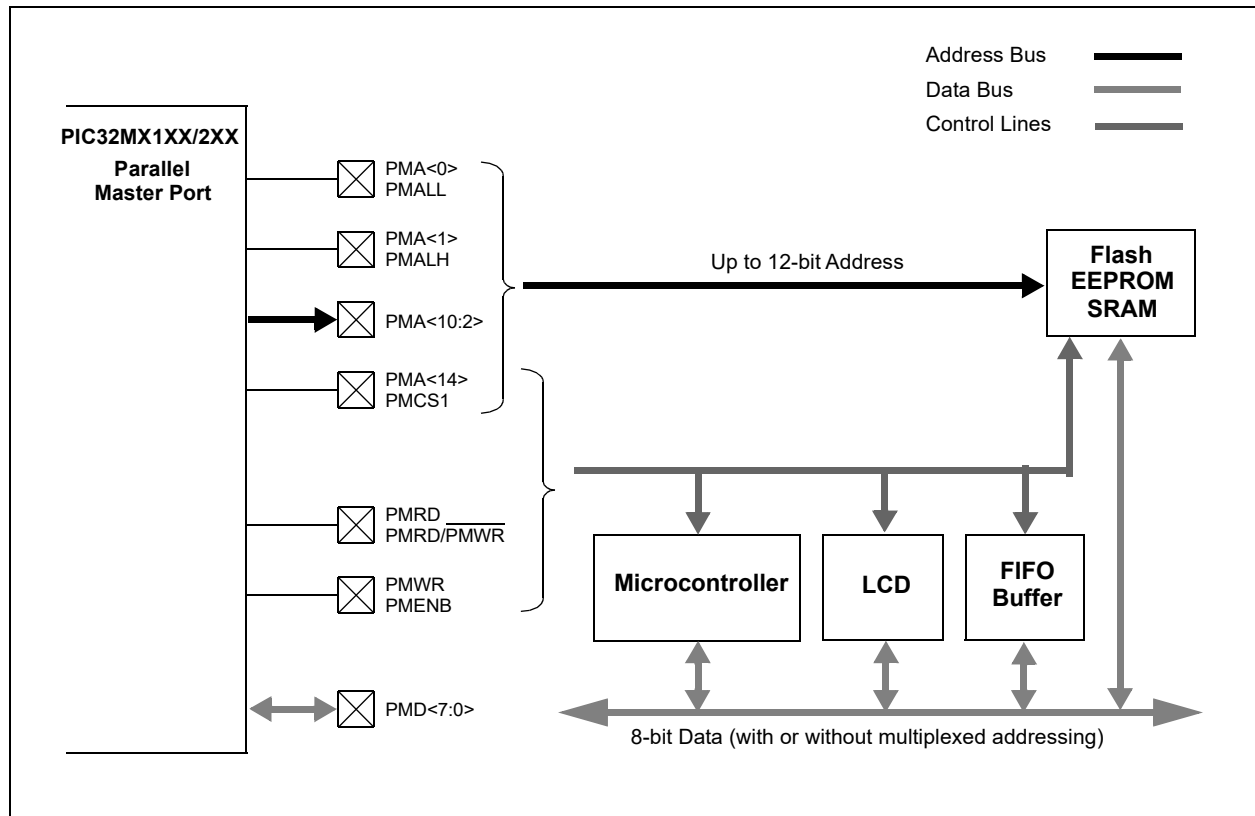 Address Bus
Data Bus
Control Lines
PIC32MX1XX/2XX
Parallel
Master Port
PMA<0>
PMALL
PMA<1>
PMALH
PMA<10:2>
PMA<14>
PMCS1
PMRD
PMRD/PMWR
PMWR
PMENB
PMD<7:0>
Up to 12-bit Address
Flash
EEPROM
SRAM
Microcontroller
LCD
FIFO
Buffer
8-bit Data (with or without multiplexed addressing)